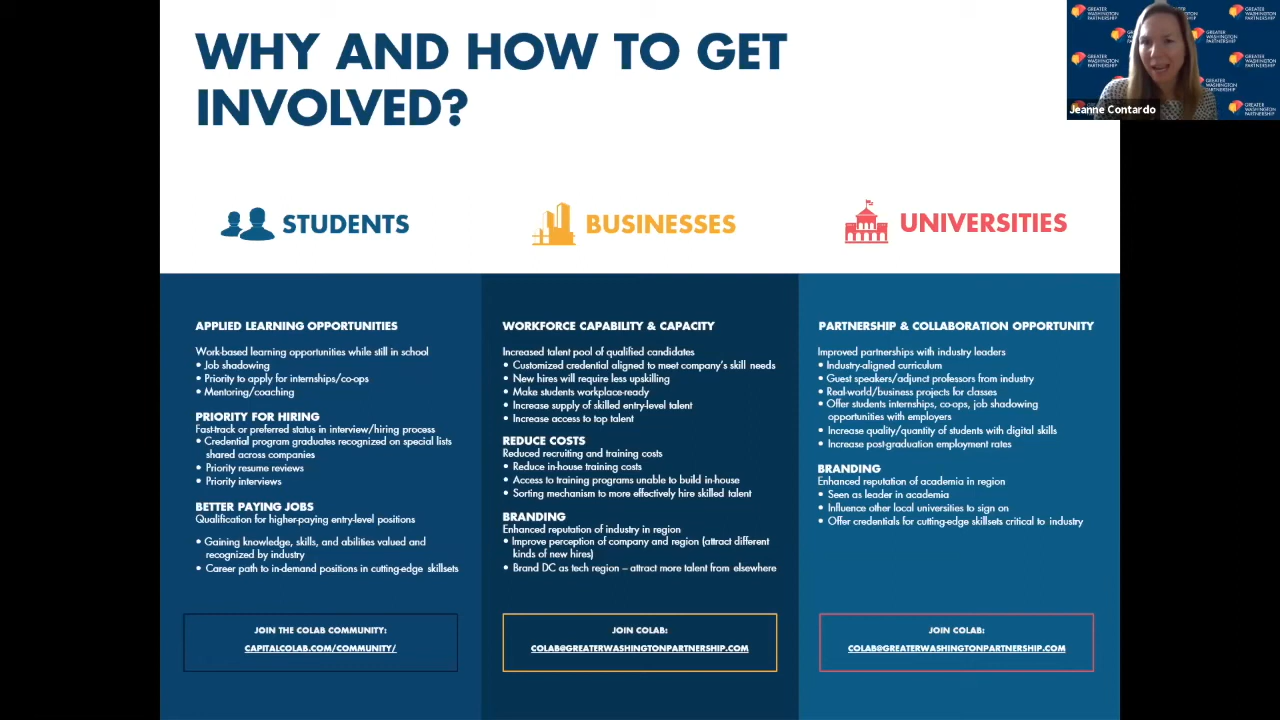 WHY AND HOW TO GET
INVOLVED?
GREATER
WASHINGTON
PARTNERSHIP
Jeanne Contardo
STUDENTS
BUSINESSES
UNIVERSITIES
APPLIED LEARNING OPPORTUNITIES
Work-based learning opportunities while still in school
• Job shadowing
• Priority to apply for internships/co-ops
• Mentoring/coaching
PRIORITY FOR HIRING
Fast-track or preferred status in interview/hiring process
• Credential program graduates recognized on special lists
shared across companies
• Priority resume reviews
• Priority interviews
BETTER PAYING JOBS
Qualification for higher-paying entry-level positions
• Gaining knowledge, skills, and abilities valued and
recognized by industry
• Career path to in-demand positions in cutting-edge skillsets
JOIN THE COLAB COMMUNITY:
CAPITALCOLAB.COM/COMMUNITY/
WORKFORCE CAPABILITY & CAPACITY
Increased talent pool of qualified candidates
• Customized credential aligned to meet company's skill needs
• New hires will require less upskilling
• Make students workplace-ready
• Increase supply of skilled entry-level talent
• Increase access to top talent
REDUCE COSTS
Reduced recruiting and training costs
• Reduce in-house training costs
• Access to training programs unable to build in-house
• Sorting mechanism to more effectively hire skilled talent
BRANDING
Enhanced reputation of industry in region
• Improve perception of company and region (attract different
kinds of new hires)
• Brand DC as tech region – attract more talent from elsewhere
JOIN COLAB:
COLAB@GREATERWASHINGTONPARTNERSHIP.COM
PARTNERSHIP & COLLABORATION OPPORTUNITY
Improved partnerships with industry leaders
• Industry-aligned curriculum
• Guest speakers/adjunct professors from industry
• Real-world/business projects for classes
• Offer students internships, co-ops, job shadowing
opportunities with employers
• Increase quality/quantity of students with digital skills
• Increase post-graduation employment rates
BRANDING
Enhanced reputation of academia in region
• Seen as leader in academia
• Influence other local universities to sign on
• Offer credentials for cutting-edge skillsets critical to industry
JOIN COLAB:
COLAB@GREATERWASHINGTONPARTNERSHIP.COM